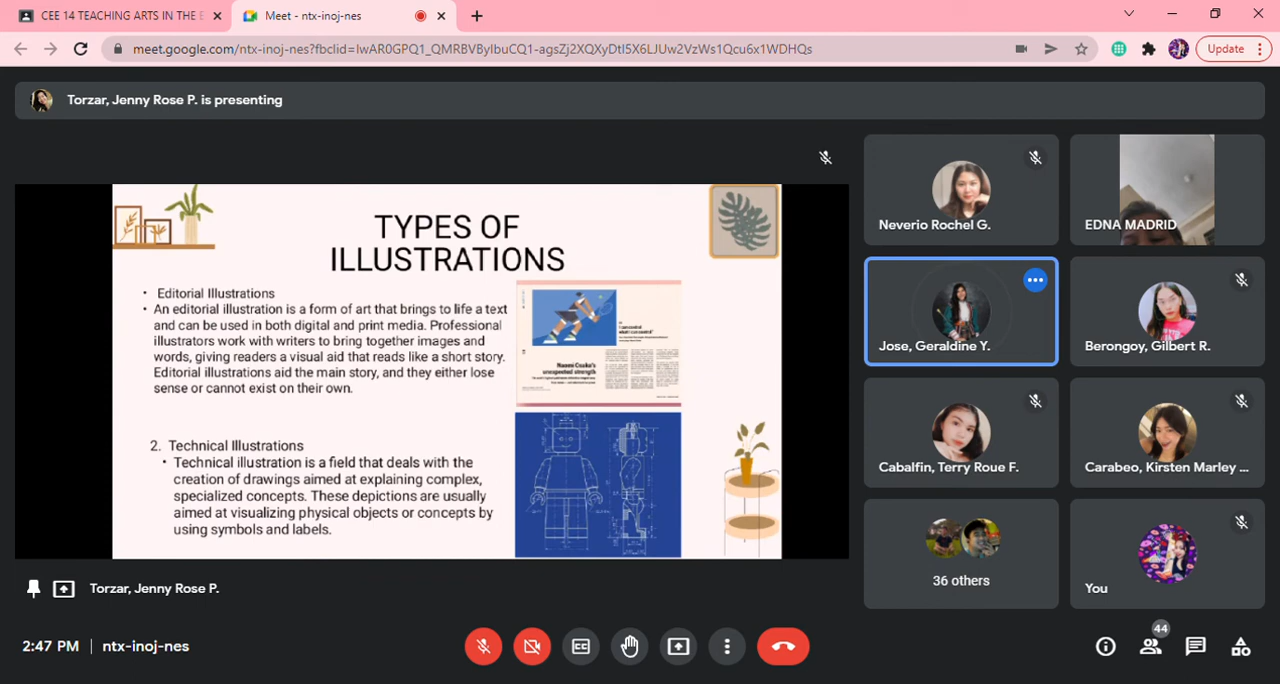 CEE 14 TEACHING ARTS IN THE E
Meet - ntx-inoj-nes
meet.google.com/ntx-inoj-nes?fbclid=IwAR0GPQ1_QMRBVByIbuCQ1-agsZj2XQXyDtI5X6LJUw2VzWs1Qcu6x1WDHQs
Update
Torzar, Jenny Rose P. is presenting
TYPES OF
ILLUSTRATIONS
• Editorial Illustrations
• An editorial illustration is a form of art that brings to life a text
and can be used in both digital and print media. Professional
illustrators work with writers to bring together images and
words, giving readers a visual aid that reads like a short story.
Editorial illustrations aid the main story, and they either lose
sense or cannot exist on their own.
Naomi Osaka's
unexpected strength
2. Technical Illustrations
• Technical illustration is a field that deals with the
creation of drawings aimed at explaining complex,
specialized concepts. These depictions are usually
aimed at visualizing physical objects or concepts by
using symbols and labels.
Neverio Rochel G.
EDNA MADRID
Jose, Geraldine Y.
Berongoy, Gilbert R.
Cabalfin, Terry Roue F.
Carabeo, Kirsten Marley ...
36 others
You
Torzar, Jenny Rose P.
2:47 PM | ntx-inoj-nes
44